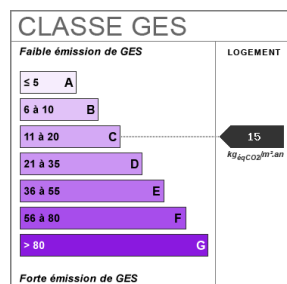 CLASSE GES
Faible émission de GES
LOGEMENT
≤ 5 A
6 à 10 B
11 à 20 C
15
kgéqCO2/m².an
21 à 35 D
36 à 55 E
56 à 80 F
> 80 G
Forte émission de GES